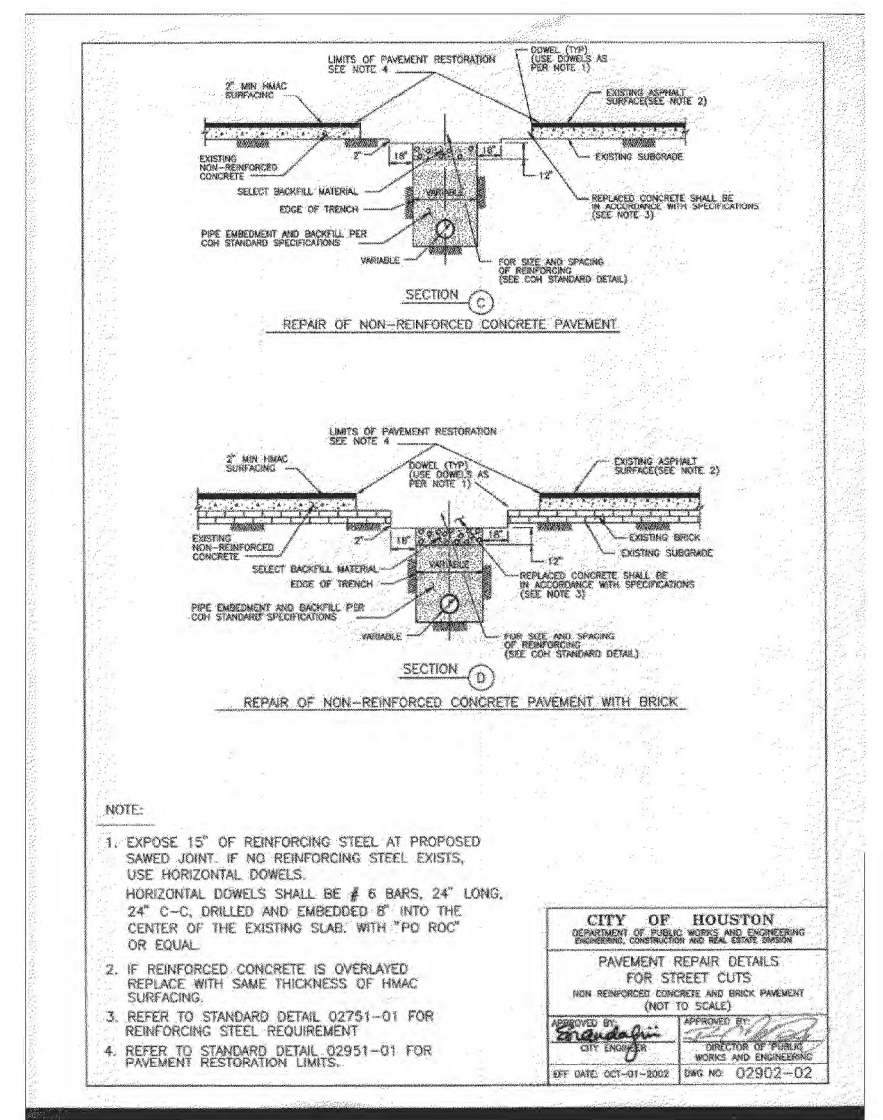 LIMITS OF PAVEMENT RESTORATION
SEE NOTE 4
DOWEL (TYP)
(USE DOWELS AS
PER NOTE 1)
2" MIN HMAC
SURFACING
EXISTING ASPHALT
SURFACE(SEE NOTE 2)
EXISTING
NON-REINFORCED
CONCRETE
2"
18"
18"
EXISTING SUBGRADE
12"
SELECT BACKFILL MATERIAL
VARIABLE
EDGE OF TRENCH
REPLACED CONCRETE SHALL BE
IN ACCORDANCE WITH SPECIFICATIONS
(SEE NOTE 3)
PIPE EMBEDMENT AND BACKFILL PER
COH STANDARD SPECIFICATIONS
VARIABLE
FOR SIZE AND SPACING
OF REINFORCING
(SEE COH STANDARD DETAIL)
SECTION C
REPAIR OF NON-REINFORCED CONCRETE PAVEMENT
LIMITS OF PAVEMENT RESTORATION
SEE NOTE 4
2" MIN HMAC
SURFACING
DOWEL (TYP)
(USE DOWELS AS
PER NOTE 1)
EXISTING ASPHALT
SURFACE(SEE NOTE 2)
EXISTING
NON-REINFORCED
CONCRETE
2"
18"
18"
EXISTING BRICK
12"
EXISTING SUBGRADE
SELECT BACKFILL MATERIAL
VARIABLE
EDGE OF TRENCH
REPLACED CONCRETE SHALL BE
IN ACCORDANCE WITH SPECIFICATIONS
(SEE NOTE 3)
PIPE EMBEDMENT AND BACKFILL PER
COH STANDARD SPECIFICATIONS
VARIABLE
FOR SIZE AND SPACING
OF REINFORCING
(SEE COH STANDARD DETAIL)
SECTION D
REPAIR OF NON-REINFORCED CONCRETE PAVEMENT WITH BRICK
NOTE:
1. EXPOSE 15" OF REINFORCING STEEL AT PROPOSED
SAWED JOINT. IF NO REINFORCING STEEL EXISTS,
USE HORIZONTAL DOWELS.
HORIZONTAL DOWELS SHALL BE # 6 BARS, 24" LONG,
24" C-C, DRILLED AND EMBEDDED 8" INTO THE
CENTER OF THE EXISTING SLAB. WITH "PO ROC"
OR EQUAL
2. IF REINFORCED CONCRETE IS OVERLAYED
REPLACE WITH SAME THICKNESS OF HMAC
SURFACING.
3. REFER TO STANDARD DETAIL 02751-01 FOR
REINFORCING STEEL REQUIREMENT
4. REFER TO STANDARD DETAIL 02951-01 FOR
PAVEMENT RESTORATION LIMITS.
CITY OF HOUSTON
DEPARTMENT OF PUBLIC WORKS AND ENGINEERING
ENGINEERING, CONSTRUCTION AND REAL ESTATE DIVISION
PAVEMENT REPAIR DETAILS
FOR STREET CUTS
NON REINFORCED CONCRETE AND BRICK PAVEMENT
(NOT TO SCALE)
APPROVED BY:
CITY ENGINEER
APPROVED BY:
DIRECTOR OF PUBLIC
WORKS AND ENGINEERING
EFF DATE: OCT-01-2002
DWG NO: 02902-02